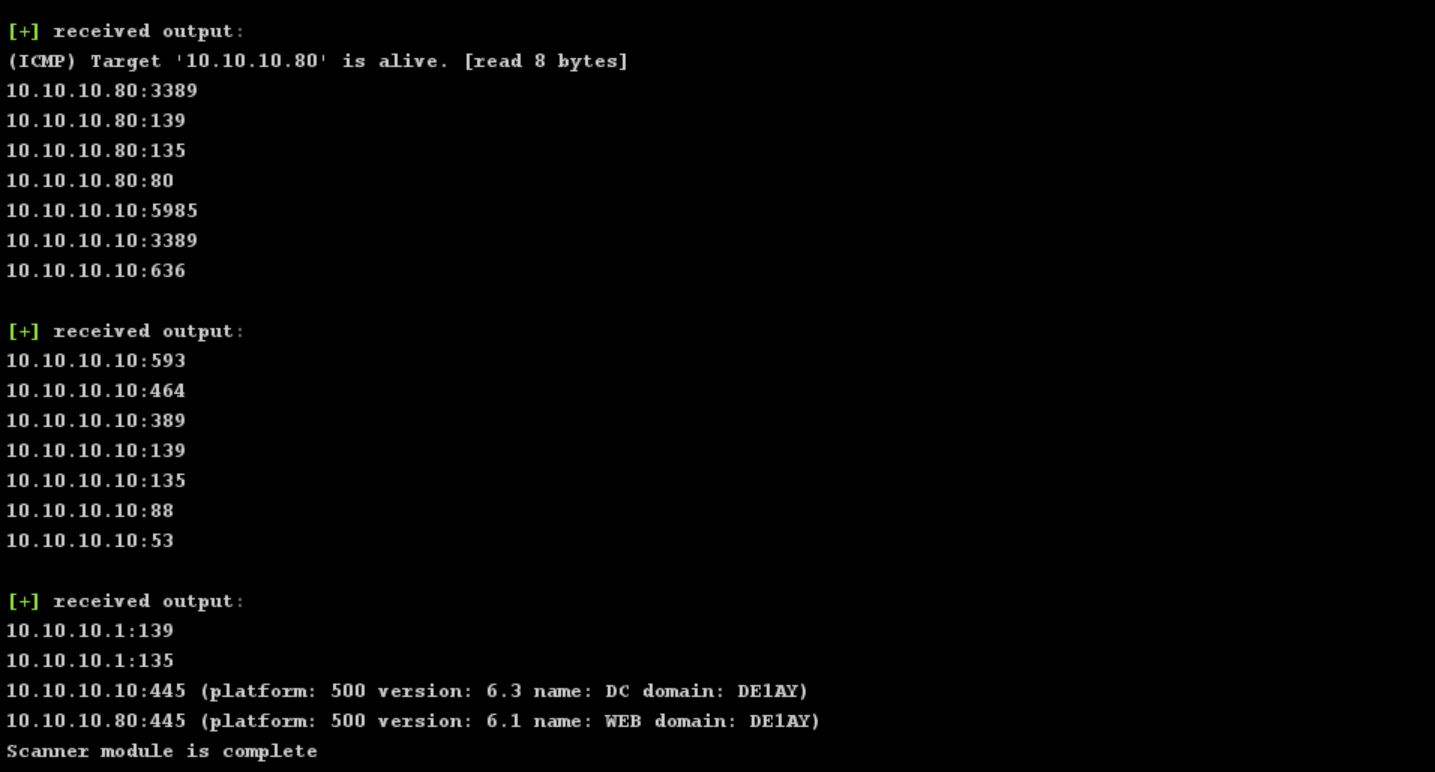 [+] received output:
(ICMP) Target '10.10.10.80' is alive. [read 8 bytes]
10.10.10.80:3389
10.10.10.80:139
10.10.10.80:135
10.10.10.80:80
10.10.10.10:5985
10.10.10.10:3389
10.10.10.10:636
[+] received output:
10.10.10.10:593
10.10.10.10:464
10.10.10.10:389
10.10.10.10:139
10.10.10.10:135
10.10.10.10:88
10.10.10.10:53
[+] received output:
10.10.10.1:139
10.10.10.1:135
10.10.10.10:445 (platform: 500 version: 6.3 name: DC domain: DE1AY)
10.10.10.80:445 (platform: 500 version: 6.1 name: WEB domain: DE1AY)
Scanner module is complete